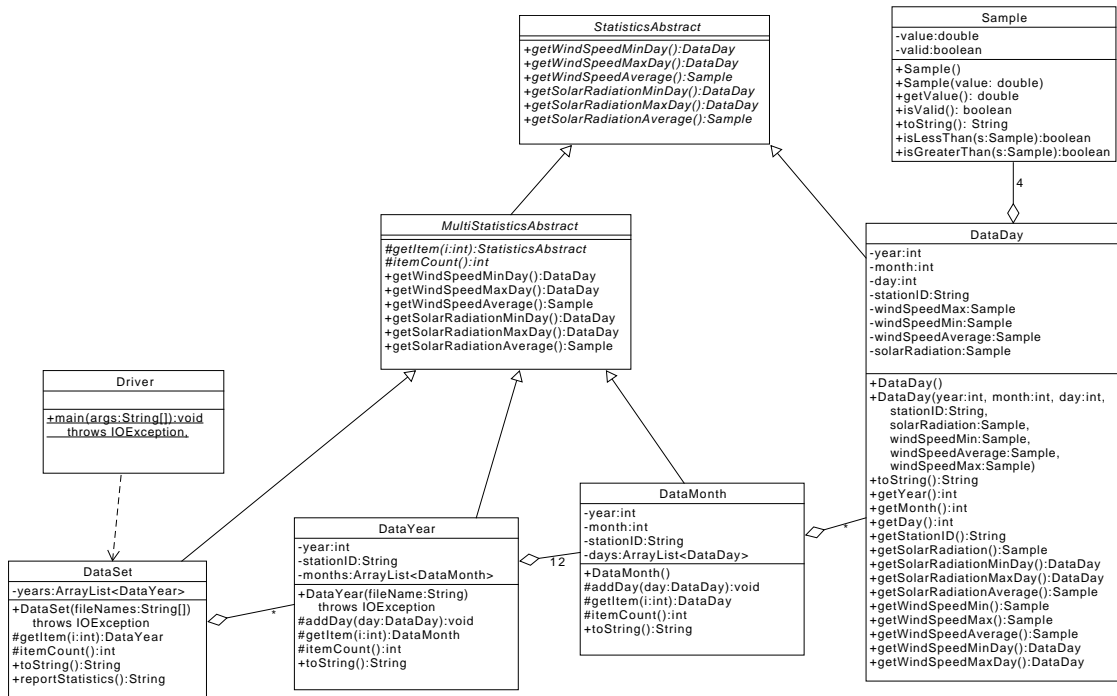 StatisticsAbstract
+getWindSpeedMinDay():DataDay
+getWindSpeedMaxDay():DataDay
+getWindSpeedAverage():Sample
+getSolarRadiationMinDay():DataDay
+getSolarRadiationMaxDay():DataDay
+getSolarRadiationAverage():Sample
Sample
-value:double
-valid:boolean
+Sample()
+Sample(value: double)
+getValue(): double
+isValid(): boolean
+toString(): String
+isLessThan(s:Sample):boolean
+isGreaterThan(s:Sample):boolean
4
MultiStatisticsAbstract
#getItem(i:int):StatisticsAbstract
#itemCount():int
+getWindSpeedMinDay():DataDay
+getWindSpeedMaxDay():DataDay
+getWindSpeedAverage():Sample
+getSolarRadiationMinDay():DataDay
+getSolarRadiationMaxDay():DataDay
+getSolarRadiationAverage():Sample
DataDay
-year:int
-month:int
-day:int
-stationID:String
-windSpeedMax:Sample
-windSpeedMin:Sample
-windSpeedAverage:Sample
-solarRadiation:Sample
+DataDay()
+DataDay(year:int, month:int, day:int,
stationID:String,
solarRadiation:Sample,
windSpeedMin:Sample,
windSpeedAverage:Sample,
windSpeedMax:Sample)
+toString():String
+getYear():int
+getMonth():int
+getDay():int
+getStationID():String
+getSolarRadiation():Sample
+getSolarRadiationMinDay():DataDay
+getSolarRadiationMaxDay():DataDay
+getSolarRadiationAverage():Sample
+getWindSpeedMin():Sample
+getWindSpeedMax():Sample
+getWindSpeedAverage():Sample
+getWindSpeedMinDay():DataDay
+getWindSpeedMaxDay():DataDay
Driver
+main(args:String[]):void
throws IOException,
DataMonth
-year:int
-month:int
-stationID:String
-days:ArrayList<DataDay>
+DataMonth()
#addDay(day:DataDay):void
#getItem(i:int):DataDay
#itemCount():int
+toString():String
*
DataYear
-year:int
-stationID:String
-months:ArrayList<DataMonth>
+DataYear(fileName:String)
throws IOException
#addDay(day:DataDay):void
#getItem(i:int):DataMonth
#itemCount():int
+toString():String
12
DataSet
-years:ArrayList<DataYear>
+DataSet(fileNames:String[])
throws IOException
#getItem(i:int):DataYear
#itemCount():int
+toString():String
+reportStatistics():String
*